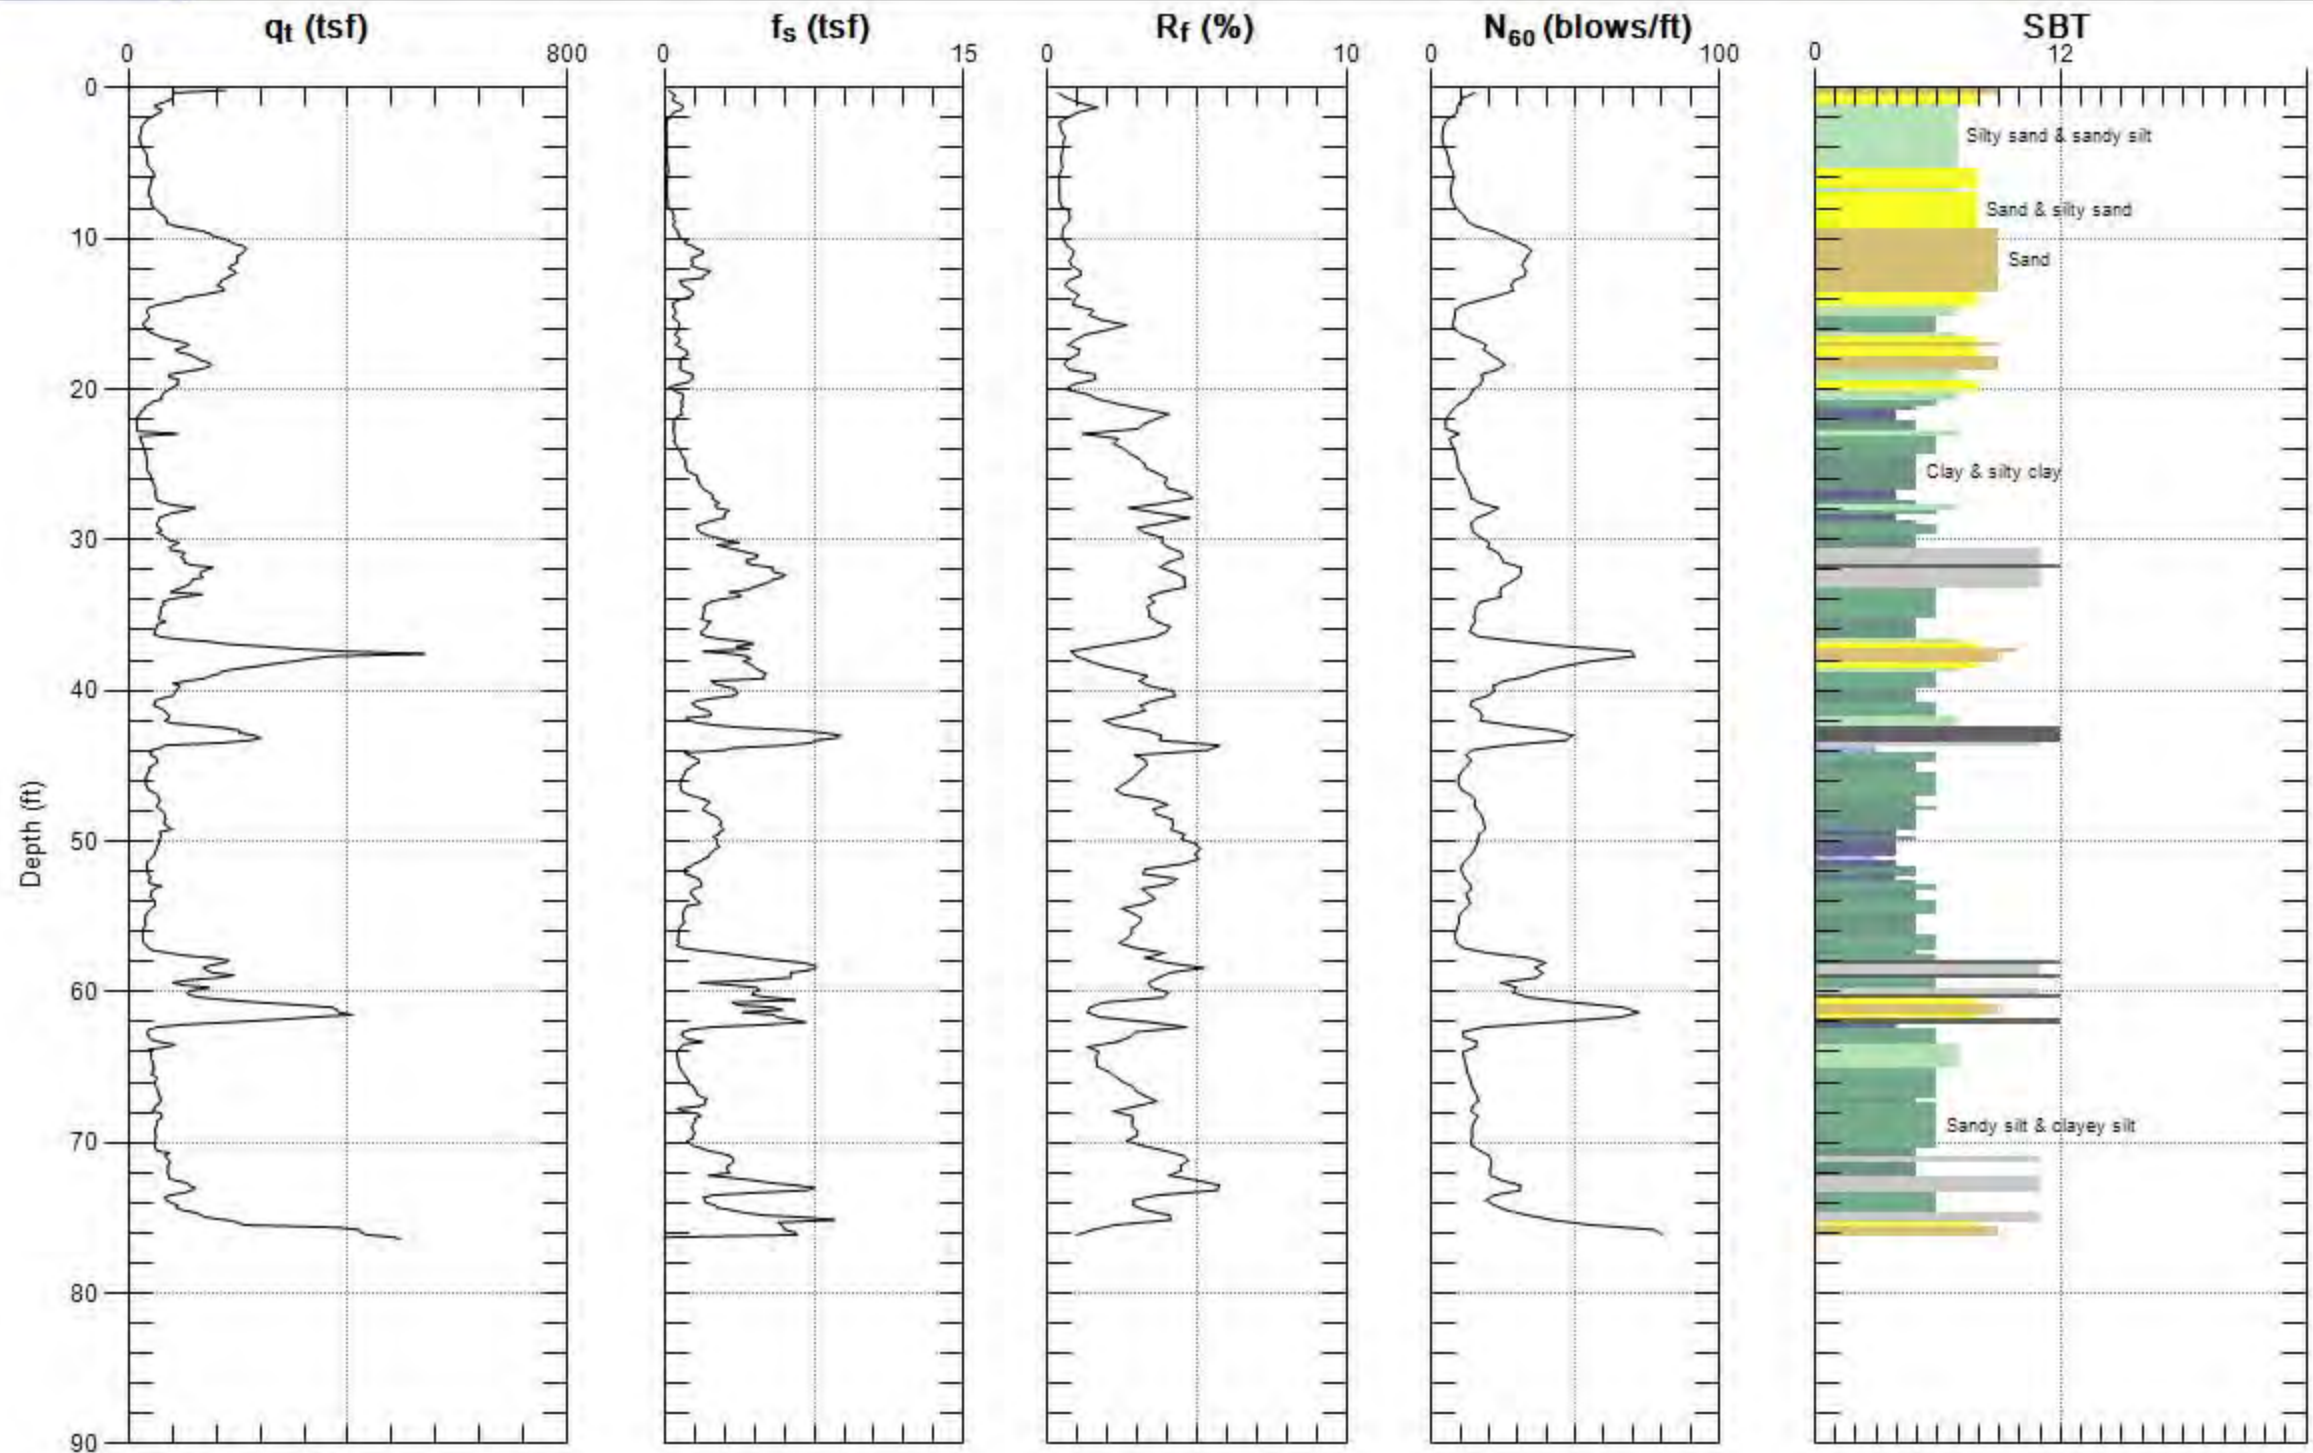 qt (tsf) fs (tsf) Rf (%) N60 (blows/ft) SBT
0 800 0 15 0 10 0 100 0 12
0
Silty sand & sandy silt
Sand & silty sand
10
Sand
20
Clay & silty clay
30
40
Depth (ft)
50
60
Sandy silt & clayey silt
70
80
90